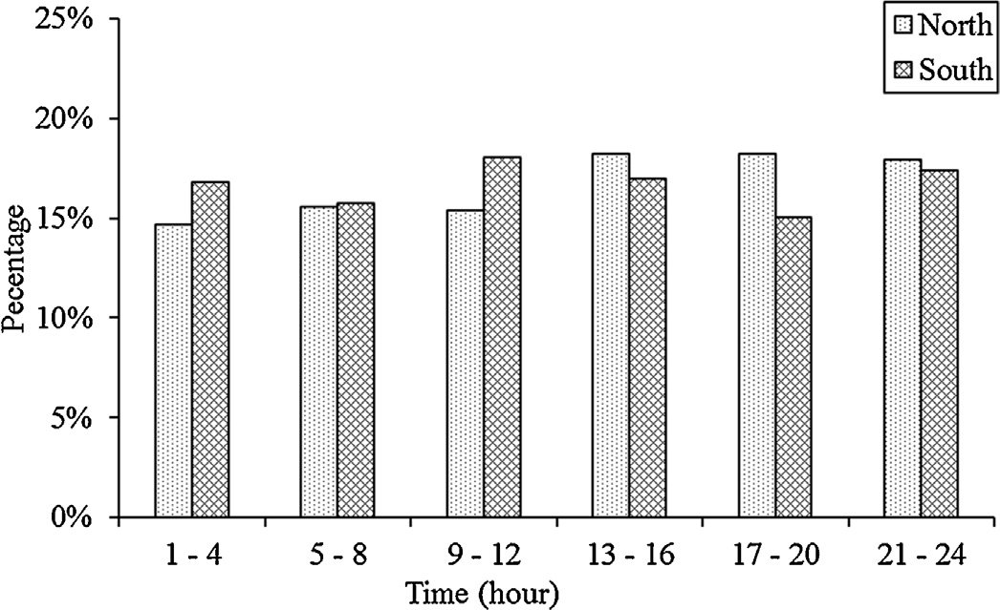 25%
20%
15%
10%
5%
0%
Pecentage
North
South
1 - 4 5 - 8 9 - 12 13 - 16 17 - 20 21 - 24
Time (hour)